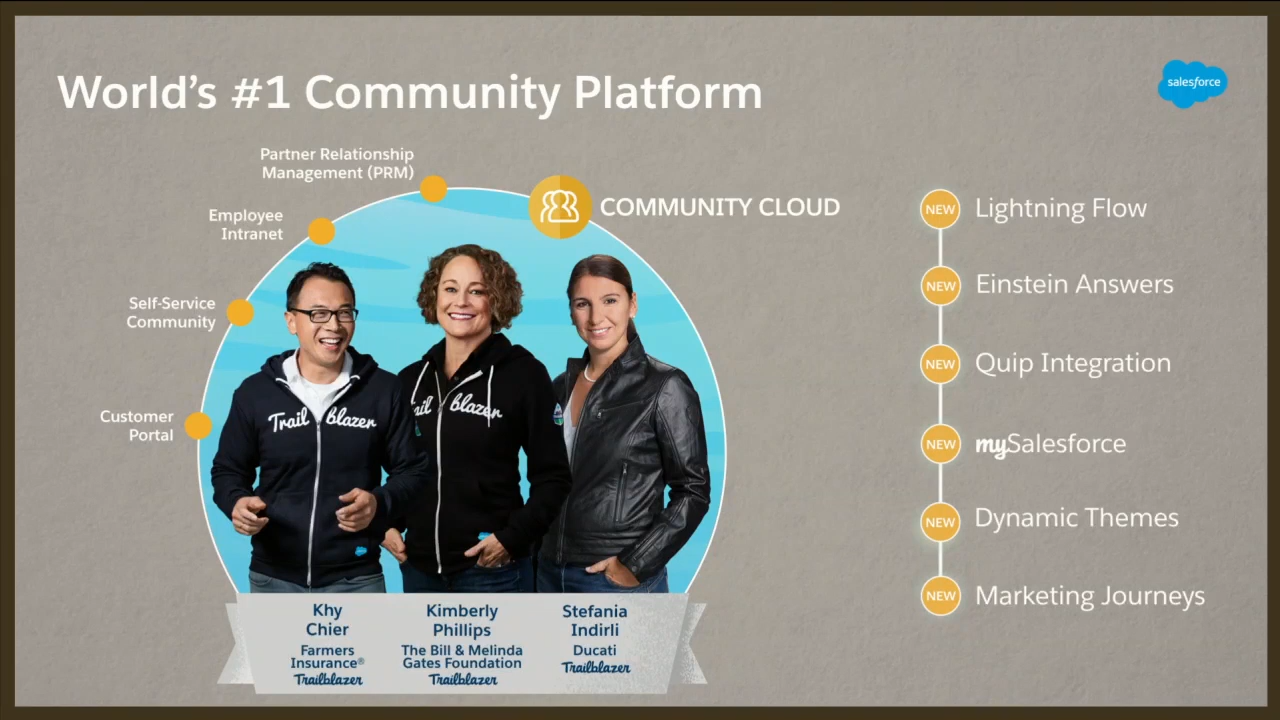 World's #1 Community Platform
salesforce
Partner Relationship
Management (PRM)
Employee
Intranet
Self-Service
Community
Customer
Portal
COMMUNITY CLOUD
Trail blazer
ail blazer
Khy
Chier
Farmers
Insurance®
Trailblazer
Kimberly
Phillips
The Bill & Melinda
Gates Foundation
Trailblazer
Stefania
Indirli
Ducati
Trailblazer
NEW Lightning Flow
NEW Einstein Answers
NEW Quip Integration
NEW mySalesforce
NEW Dynamic Themes
NEW Marketing Journeys